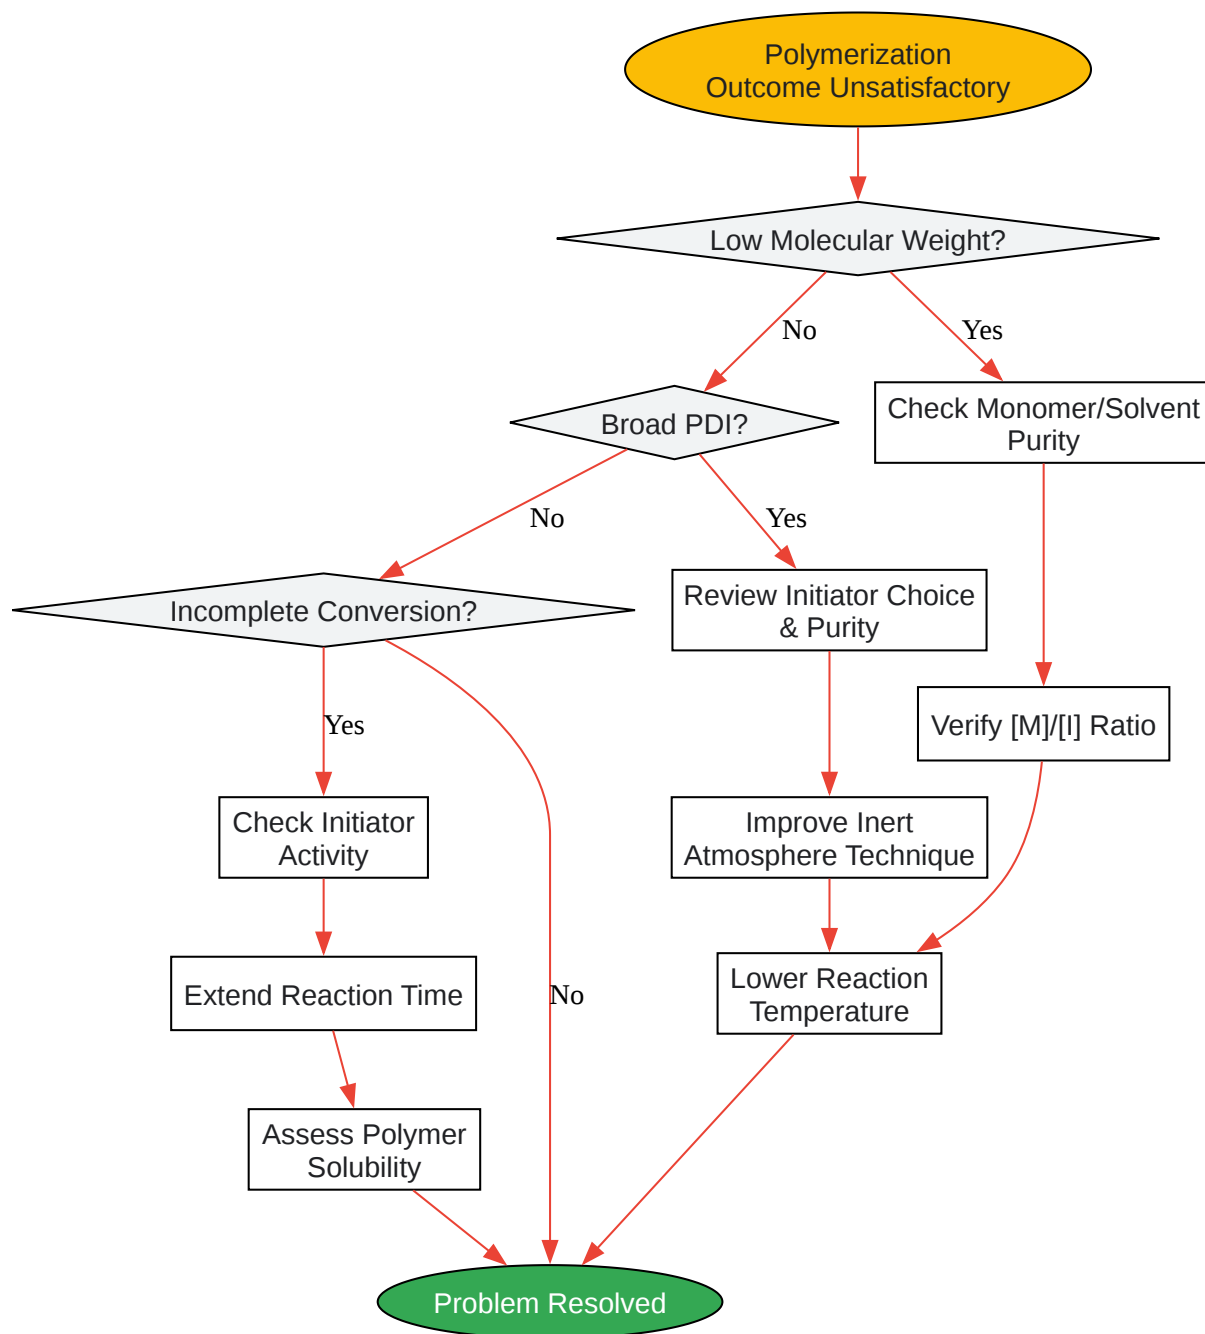 Polymerization
Outcome Unsatisfactory
Low Molecular Weight?
No
Yes
Broad PDI?
Check Monomer/Solvent
Purity
No
Yes
Incomplete Conversion?
Review Initiator Choice
& Purity
Yes
Verify [M]/[I] Ratio
Check Initiator
Activity
Improve Inert
Atmosphere Technique
Extend Reaction Time
No
Lower Reaction
Temperature
Assess Polymer
Solubility
Problem Resolved